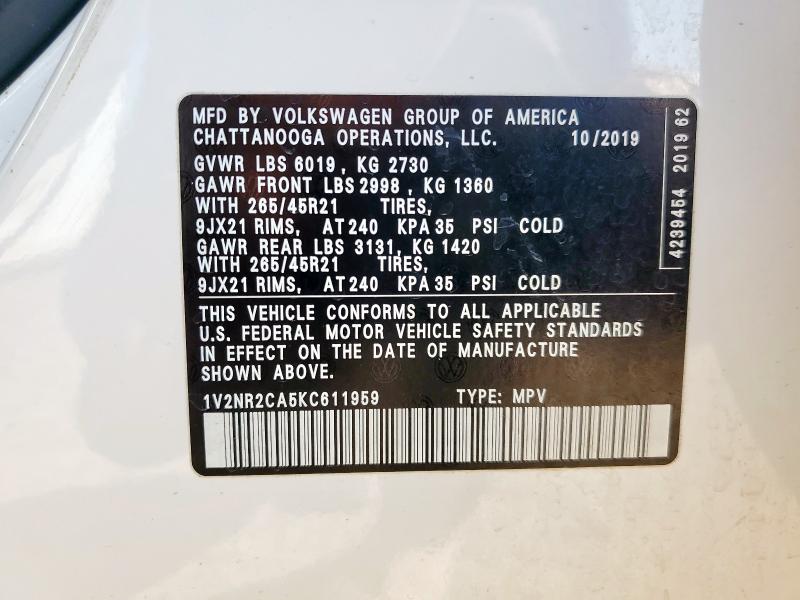 MFD BY VOLKSWAGEN GROUP OF AMERICA
CHATTANOOGA OPERATIONS, LLC. 10/2019
GVWR LBS 6019 , KG 2730
GAWR FRONT LBS 2998 , KG 1360
WITH 265/45R21 TIRES,
9JX21 RIMS, AT 240 KPA 35 PSI COLD
GAWR REAR LBS 3131, KG 1420
WITH 265/45R21 TIRES,
9JX21 RIMS, AT 240 KPA 35 PSI COLD
THIS VEHICLE CONFORMS TO ALL APPLICABLE
U.S. FEDERAL MOTOR VEHICLE SAFETY STANDARDS
IN EFFECT ON THE DATE OF MANUFACTURE
SHOWN ABOVE.
1V2NR2CA5KC611959 TYPE: MPV
4239454 2019 62